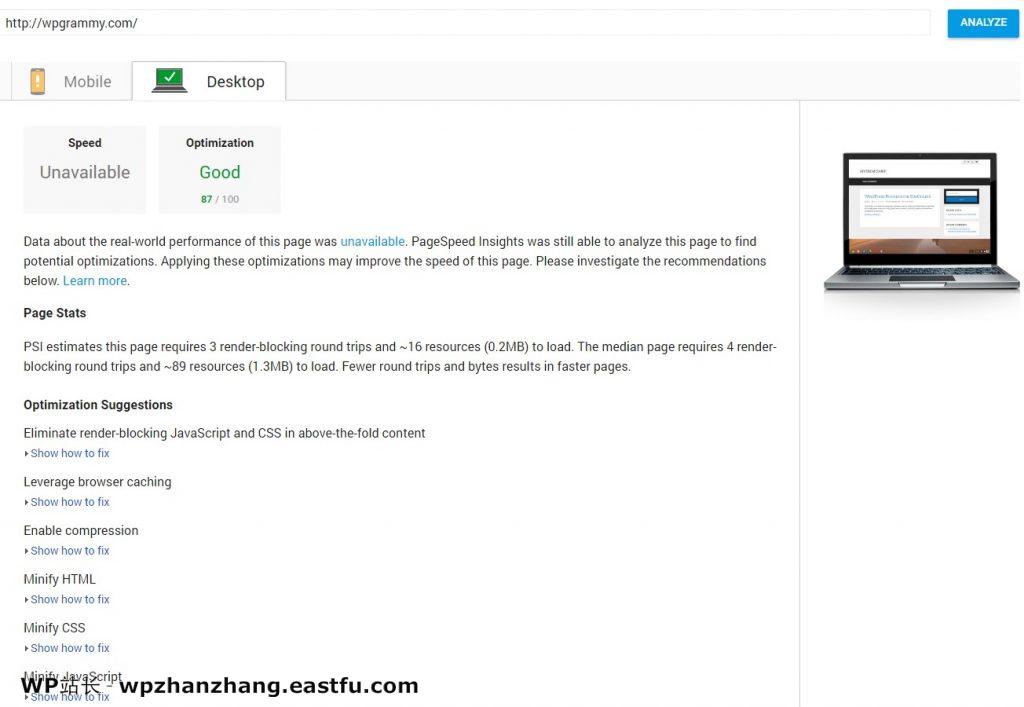 http://wpgrammy.com/
ANALYZE
Mobile
Desktop
Speed
Unavailable
Optimization
Good
87 / 100
Data about the real-world performance of this page was unavailable. PageSpeed Insights was still able to analyze this page to find
potential optimizations. Applying these optimizations may improve the speed of this page. Please investigate the recommendations
below. Learn more.
Page Stats
PSI estimates this page requires 3 render-blocking round trips and ~16 resources (0.2MB) to load. The median page requires 4 render-
blocking round trips and ~89 resources (1.3MB) to load. Fewer round trips and bytes results in faster pages.
Optimization Suggestions
Eliminate render-blocking JavaScript and CSS in above-the-fold content
Show how to fix
Leverage browser caching
Show how to fix
Enable compression
Show how to fix
Minify HTML
Show how to fix
Minify CSS
Show how to fix
Minify JavaScript
WP站长 - wpzhanzhang.eastfu.com
Show how to fix